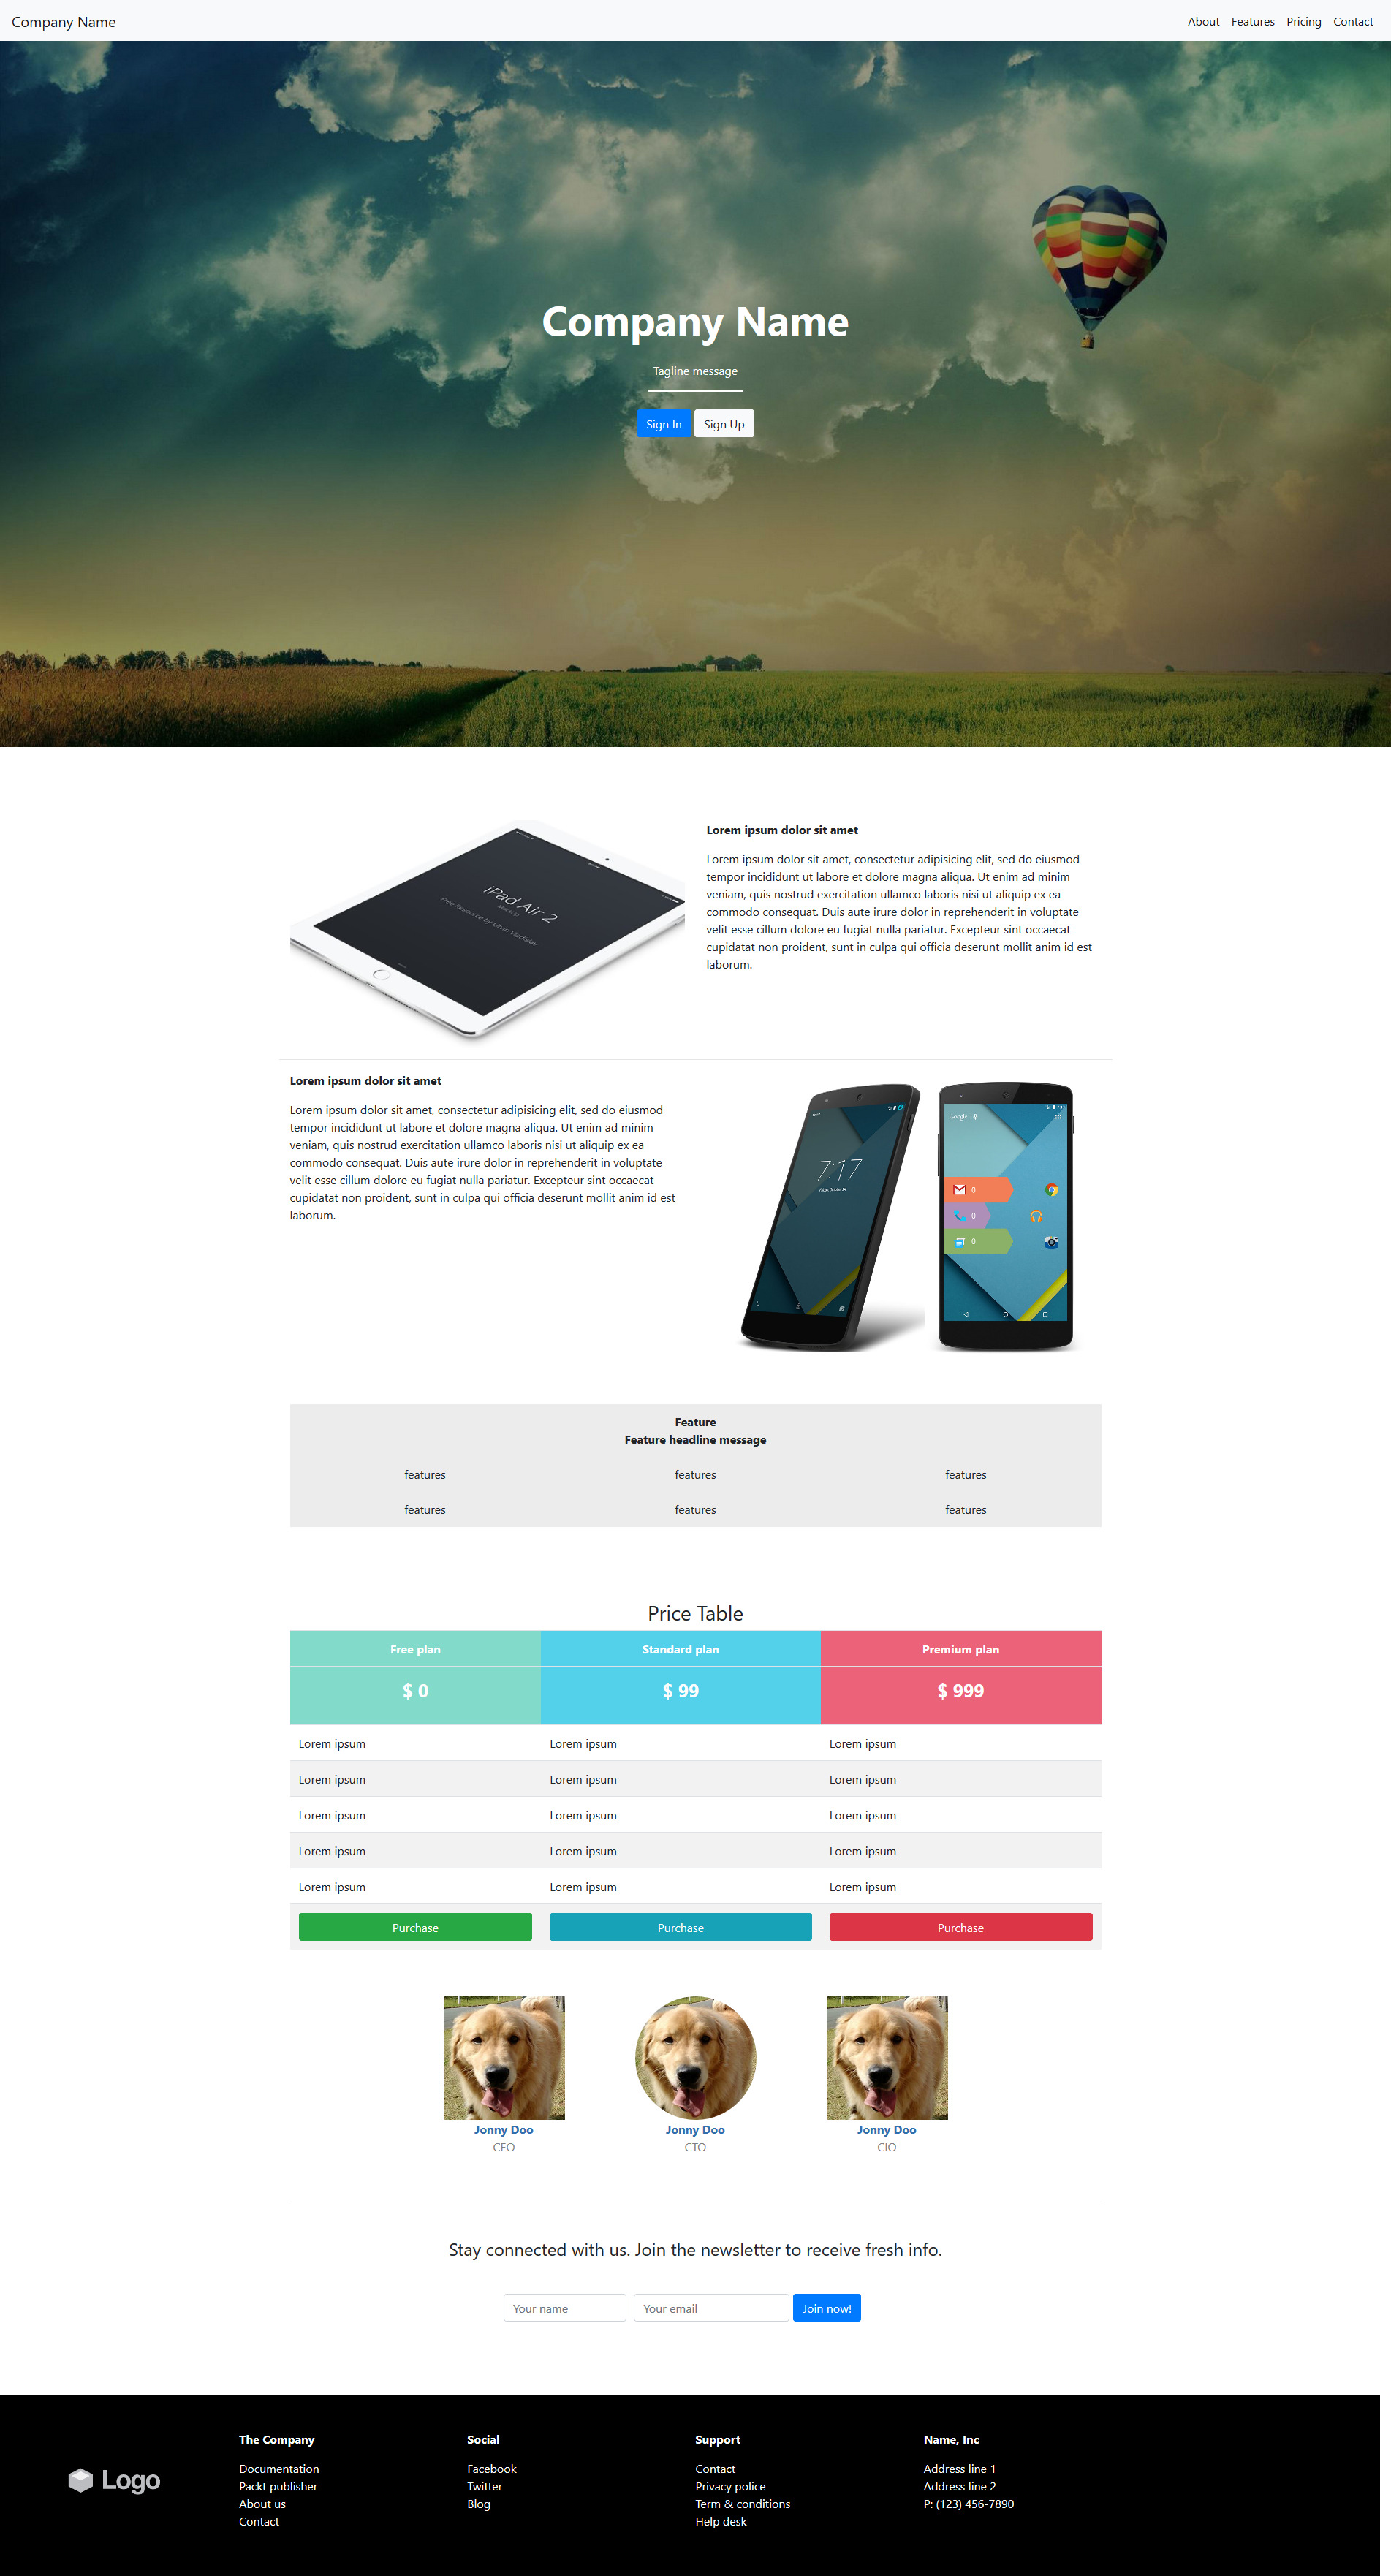 Company Name
About Features Pricing Contact
Company Name
Tagline message
Sign In Sign Up
iPad Air 2
MockUp
Free Resource by Litvin Vladislav
Lorem ipsum dolor sit amet
Lorem ipsum dolor sit amet, consectetur adipisicing elit, sed do eiusmod
tempor incididunt ut labore et dolore magna aliqua. Ut enim ad minim
veniam, quis nostrud exercitation ullamco laboris nisi ut aliquip ex ea
commodo consequat. Duis aute irure dolor in reprehenderit in voluptate
velit esse cillum dolore eu fugiat nulla pariatur. Excepteur sint occaecat
cupidatat non proident, sunt in culpa qui officia deserunt mollit anim id est
laborum.
Lorem ipsum dolor sit amet
Lorem ipsum dolor sit amet, consectetur adipisicing elit, sed do eiusmod
tempor incididunt ut labore et dolore magna aliqua. Ut enim ad minim
veniam, quis nostrud exercitation ullamco laboris nisi ut aliquip ex ea
commodo consequat. Duis aute irure dolor in reprehenderit in voluptate
velit esse cillum dolore eu fugiat nulla pariatur. Excepteur sint occaecat
cupidatat non proident, sunt in culpa qui officia deserunt mollit anim id est
laborum.
7:17
Google
0
0
0
Feature
Feature headline message
features features features
features features features
Price Table
Free plan Standard plan Premium plan
$ 0 $ 99 $ 999
Lorem ipsum Lorem ipsum Lorem ipsum
Lorem ipsum Lorem ipsum Lorem ipsum
Lorem ipsum Lorem ipsum Lorem ipsum
Lorem ipsum Lorem ipsum Lorem ipsum
Lorem ipsum Lorem ipsum Lorem ipsum
Purchase Purchase Purchase
Jonny Doo Jonny Doo Jonny Doo
CEO CTO CIO
Stay connected with us. Join the newsletter to receive fresh info.
Your name Your email Join now!
Logo
The Company
Documentation
Packt publisher
About us
Contact
Social
Facebook
Twitter
Blog
Support
Contact
Privacy police
Term & conditions
Help desk
Name, Inc
Address line 1
Address line 2
P: (123) 456-7890